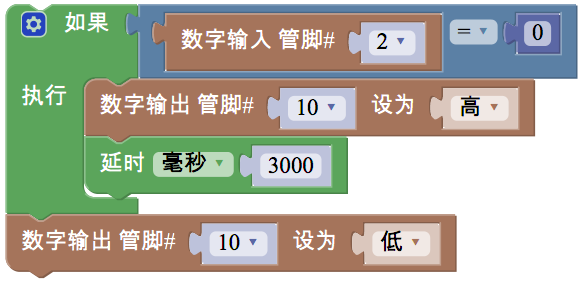 如果 数字输入 管脚# 2 = 0
执行 数字输出 管脚# 10 设为 高
延时 毫秒 3000
数字输出 管脚# 10 设为 低